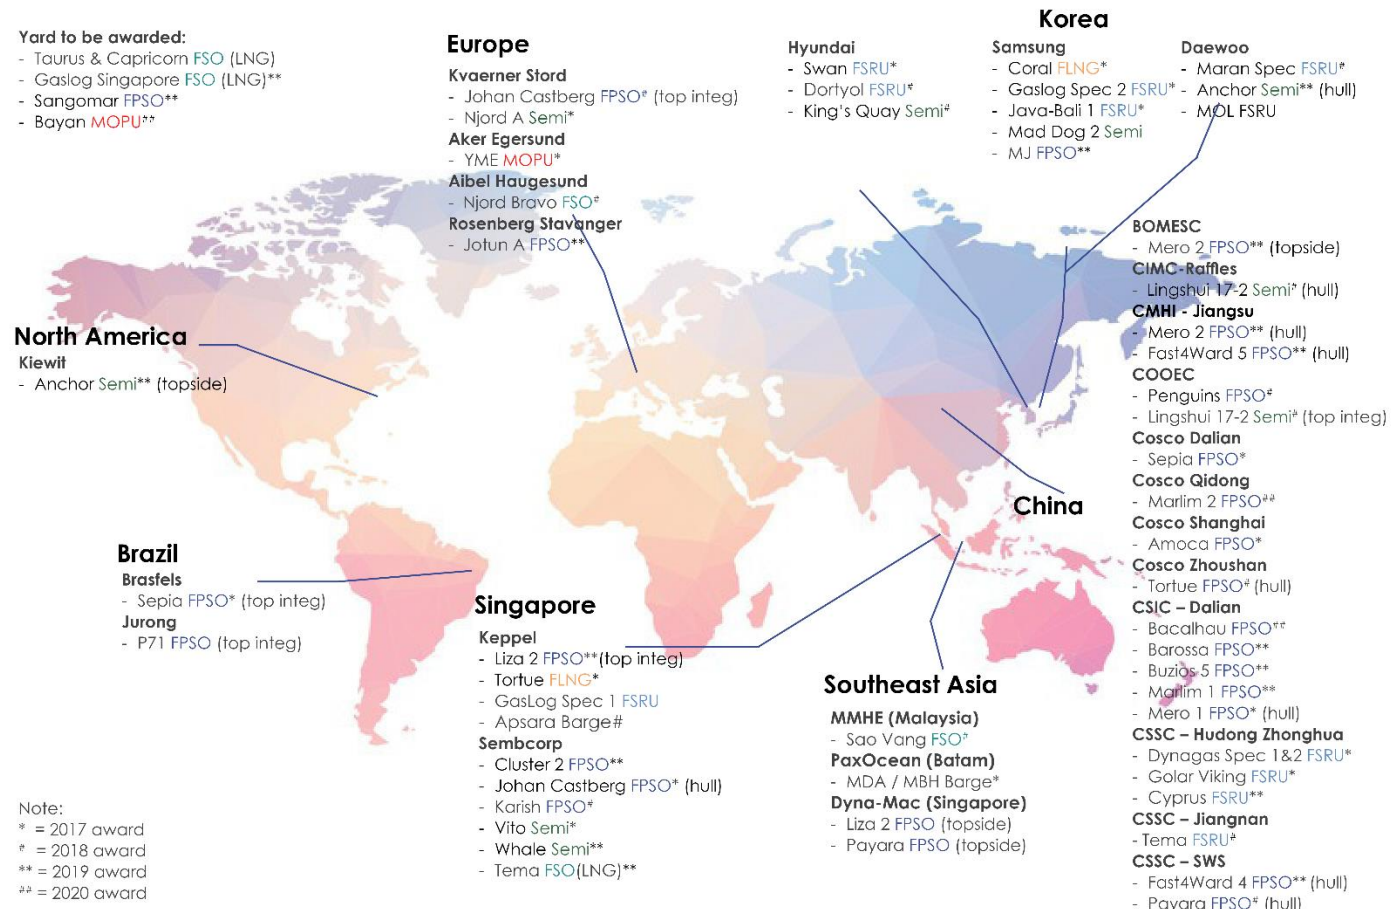 Yard to be awarded:
- Taurus & Capricorn FSO (LNG)
- Gaslog Singapore FSO (LNG)**
- Sangomar FPSO**
- Bayan MOPU##
Europe
Kvaerner Stord
- Johan Castberg FPSO# (top integ)
- Njord A Semi*
Aker Egersund
- YME MOPU*
Aibel Haugesund
- Njord Bravo FSO#
Rosenberg Stavanger
- Jotun A FPSO**
Korea
Hyundai
- Swan FSRU*
- Dortyol FSRU#
- King's Quay Semi#
Samsung
- Coral FLNG*
- Gaslog Spec 2 FSRU*
- Java-Bali 1 FSRU*
- Mad Dog 2 Semi
- MJ FPSO**
Daewoo
- Maran Spec FSRU#
- Anchor Semi** (hull)
- MOL FSRU
North America
Kiewit
- Anchor Semi** (topside)
Brazil
Brasfels
- Sepia FPSO* (top integ)
Jurong
- P71 FPSO (top integ)
Singapore
Keppel
- Liza 2 FPSO**(top integ)
- Tortue FLNG*
- GasLog Spec 1 FSRU
- Apsara Barge#
Sembcorp
- Cluster 2 FPSO**
- Johan Castberg FPSO* (hull)
- Karish FPSO#
- Vito Semi*
- Whale Semi**
- Tema FSO(LNG)**
Southeast Asia
MMHE (Malaysia)
- Sao Vang FSO#
PaxOcean (Batam)
- MDA / MBH Barge*
Dyna-Mac (Singapore)
- Liza 2 FPSO (topside)
- Payara FPSO (topside)
China
BOMESC
- Mero 2 FPSO** (topside)
CIMC-Raffles
- Lingshui 17-2 Semi# (hull)
CMHI - Jiangsu
- Mero 2 FPSO** (hull)
- Fast4Ward 5 FPSO** (hull)
COOEC
- Penguins FPSO#
- Lingshui 17-2 Semi# (top integ)
Cosco Dalian
- Sepia FPSO*
Cosco Qidong
- Marlim 2 FPSO##
Cosco Shanghai
- Amoca FPSO*
Cosco Zhoushan
- Tortue FPSO# (hull)
CSIC – Dalian
- Bacalhau FPSO##
- Barossa FPSO**
- Buzios 5 FPSO**
- Marlim 1 FPSO**
- Mero 1 FPSO* (hull)
CSSC – Hudong Zhonghua
- Dynagas Spec 1&2 FSRU*
- Golar Viking FSRU*
- Cyprus FSRU**
CSSC – Jiangnan
- Tema FSRU#
CSSC – SWS
- Fast4Ward 4 FPSO** (hull)
- Payara FPSO# (hull)
Note:
* = 2017 award
# = 2018 award
** = 2019 award
## = 2020 award